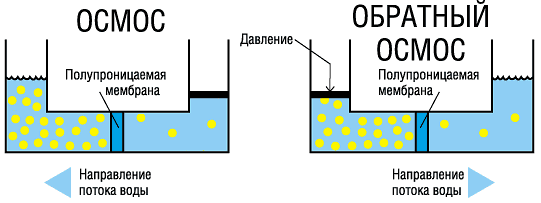 ОСМОС
Полупроницаемая
мембрана
Направление
потока воды
ОБРАТНЫЙ
ОСМОС
Давление
Полупроницаемая
мембрана
Направление
потока воды